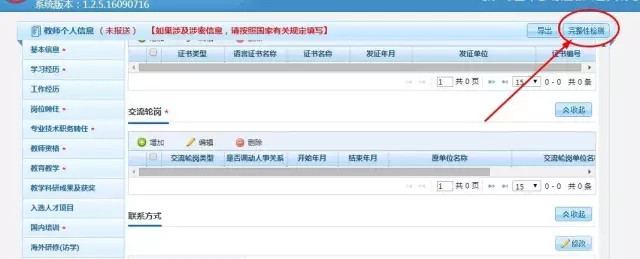 系统版本：1.2.5.16090716
教师个人信息（未报送） 【如果涉及涉密信息，请按照国家有关规定填写】 导出 完整性检测
基本信息 *
学习经历
工作经历
岗位聘任
专业技术职务聘任 *
教师资格 *
教育教学 *
教学科研成果及获奖
入选人才项目
国内培训 *
海外研修(访学)
增加 编辑 删除
证书类型 语言证书名称 证书名称 发证年月 发证单位 证书编号
1 共 0 页 15 0 - 0 共 0 条
交流轮岗 * 收起
增加 编辑 删除
交流轮岗类型 是否调动人事关系 开始年月 结束年月 原单位名称 交流轮岗单位名
1 共 0 页 15 0 - 0 共 0 条
联系方式 收起
修改